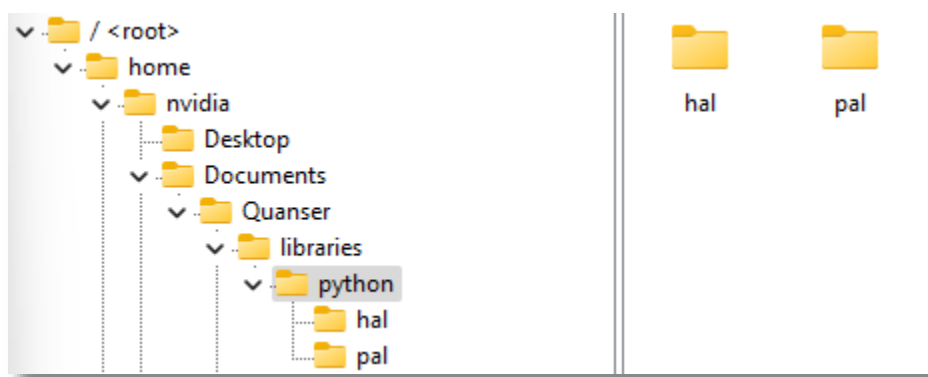 / <root>
home
nvidia
Desktop
Documents
Quanser
libraries
python
hal
pal
hal pal